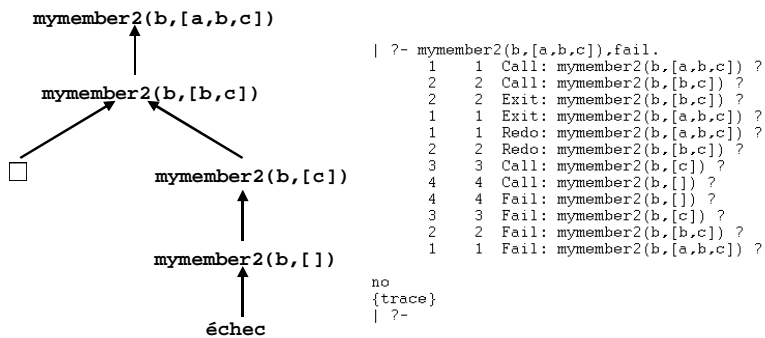 mymember2(b,[a,b,c])
mymember2(b,[b,c])
mymember2(b,[c])
mymember2(b,[])
échec
| ?- mymember2(b,[a,b,c]),fail.
1 1 Call: mymember2(b,[a,b,c]) ?
2 2 Call: mymember2(b,[b,c]) ?
2 2 Exit: mymember2(b,[b,c]) ?
1 1 Exit: mymember2(b,[a,b,c]) ?
1 1 Redo: mymember2(b,[a,b,c]) ?
2 2 Redo: mymember2(b,[b,c]) ?
3 3 Call: mymember2(b,[c]) ?
4 4 Call: mymember2(b,[]) ?
4 4 Fail: mymember2(b,[]) ?
3 3 Fail: mymember2(b,[c]) ?
2 2 Fail: mymember2(b,[b,c]) ?
1 1 Fail: mymember2(b,[a,b,c]) ?
no
{trace}
| ?-